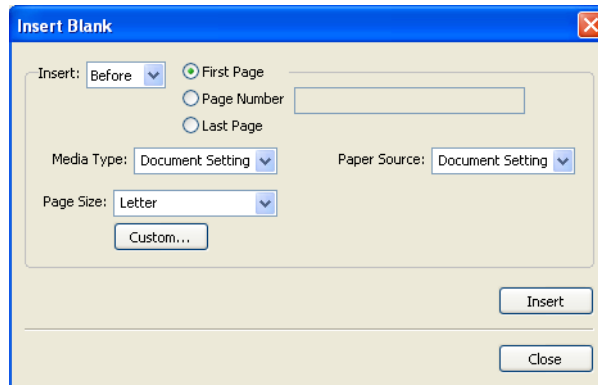 Insert Blank
Insert: Before First Page
Page Number
Last Page
Media Type: Document Setting Paper Source: Document Setting
Page Size: Letter
Custom...
Insert
Close